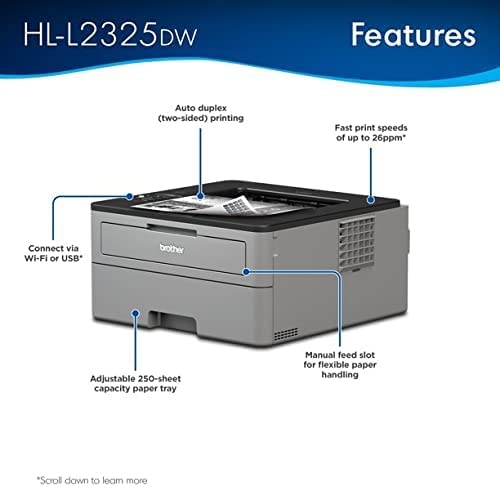 HL-L2325DW
Features
Auto duplex
(two-sided) printing
Fast print speeds
of up to 26ppm*
Connect via
Wi-Fi or USB*
brother
Manual feed slot
for flexible paper
handling
Adjustable 250-sheet
capacity paper tray
*Scroll down to learn more